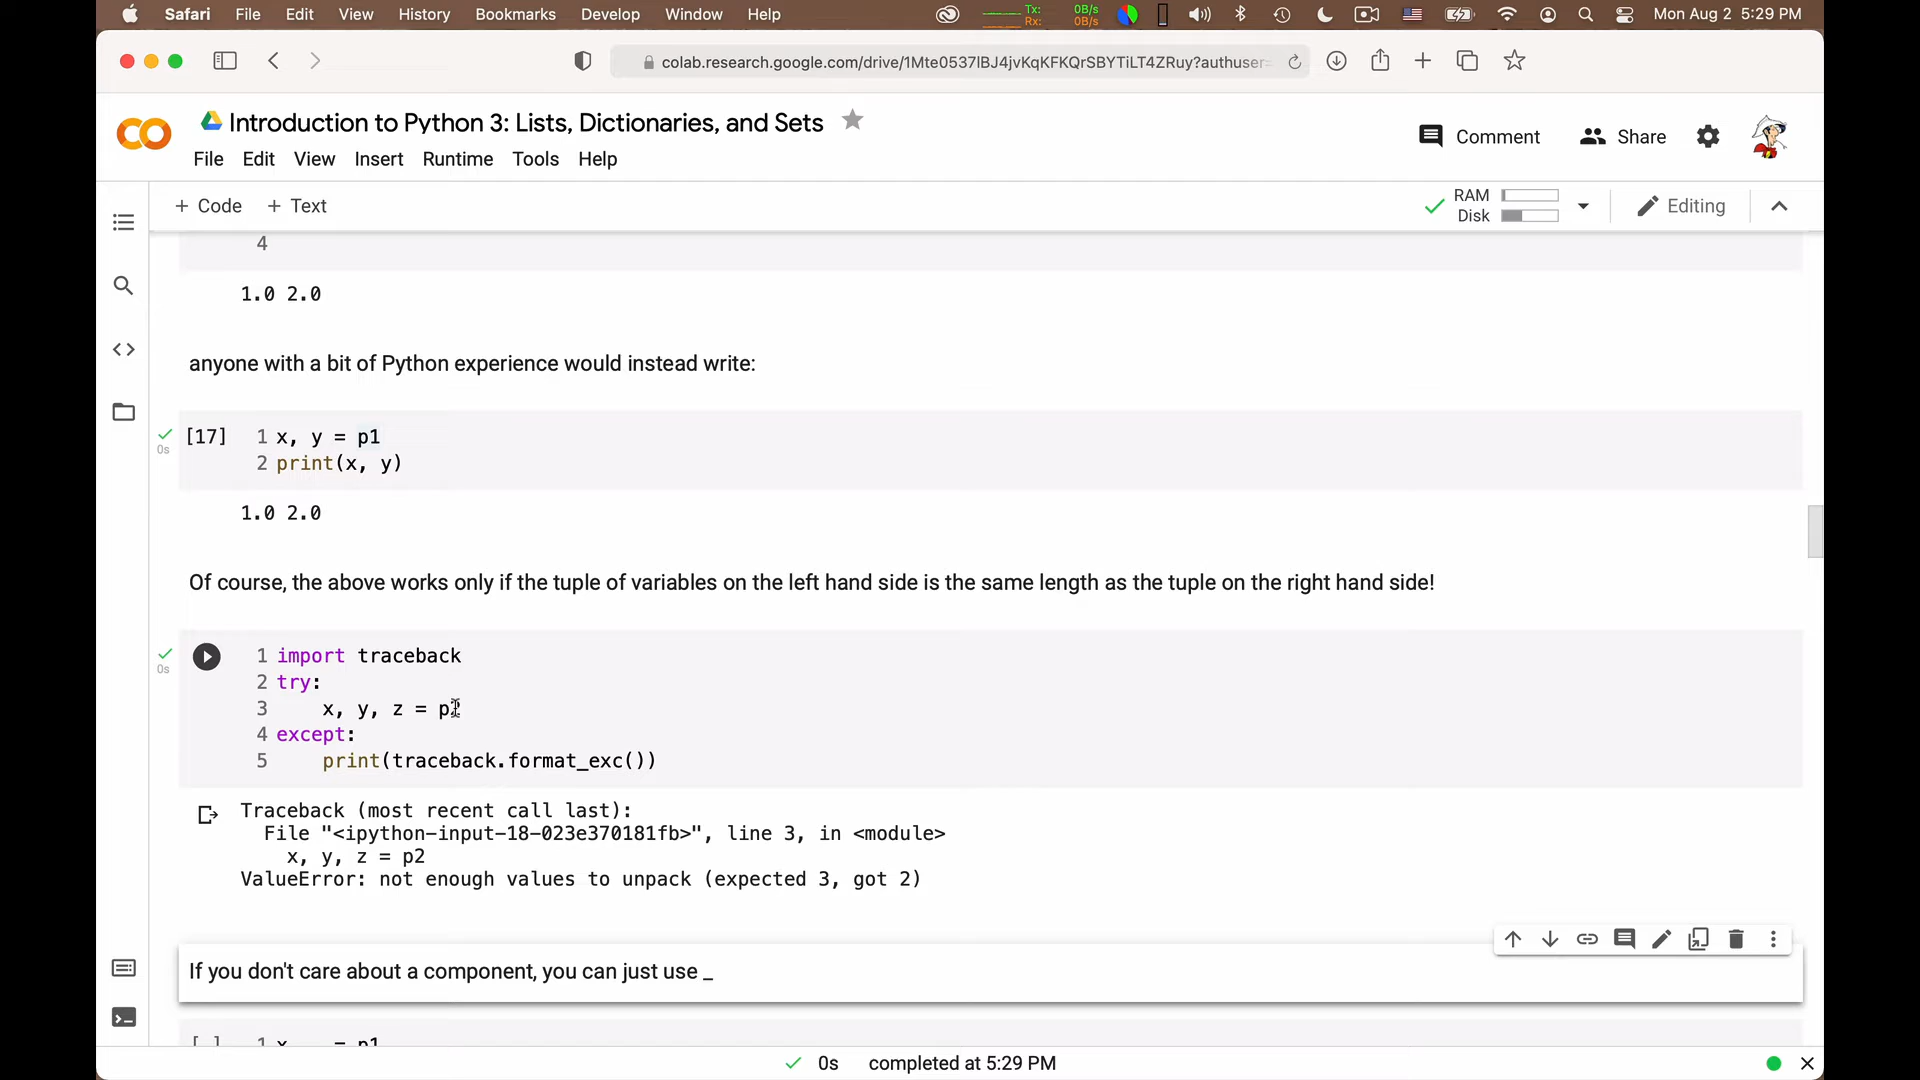 Safari File Edit View History Bookmarks Develop Window Help Tx: 0B/s Rx: 0B/s Mon Aug 2 5:29 PM
colab.research.google.com/drive/1Mte0537lBJ4jvKqKFKQrSBYTiLT4ZRuy?authuser=
Introduction to Python 3: Lists, Dictionaries, and Sets
Comment Share
File Edit View Insert Runtime Tools Help
+ Code + Text RAM Disk Editing
4
1.0 2.0
anyone with a bit of Python experience would instead write:
0s [17] 1 x, y = p1
2 print(x, y)
1.0 2.0
Of course, the above works only if the tuple of variables on the left hand side is the same length as the tuple on the right hand side!
0s 1 import traceback
2 try:
3 x, y, z = p2
4 except:
5 print(traceback.format_exc())
Traceback (most recent call last):
File "<ipython-input-18-023e370181fb>", line 3, in <module>
x, y, z = p2
ValueError: not enough values to unpack (expected 3, got 2)
If you don't care about a component, you can just use _
[ ] 1 x, _ = p1
0s completed at 5:29 PM